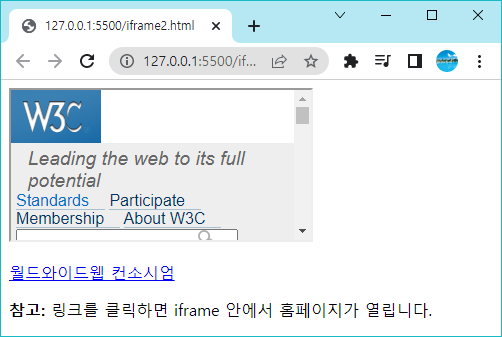 127.0.0.1:5500/iframe2.html
127.0.0.1:5500/if...
W3C
Leading the web to its full
potential
Standards Participate
Membership About W3C
월드와이드웹 컨소시엄
참고: 링크를 클릭하면 iframe 안에서 홈페이지가 열립니다.